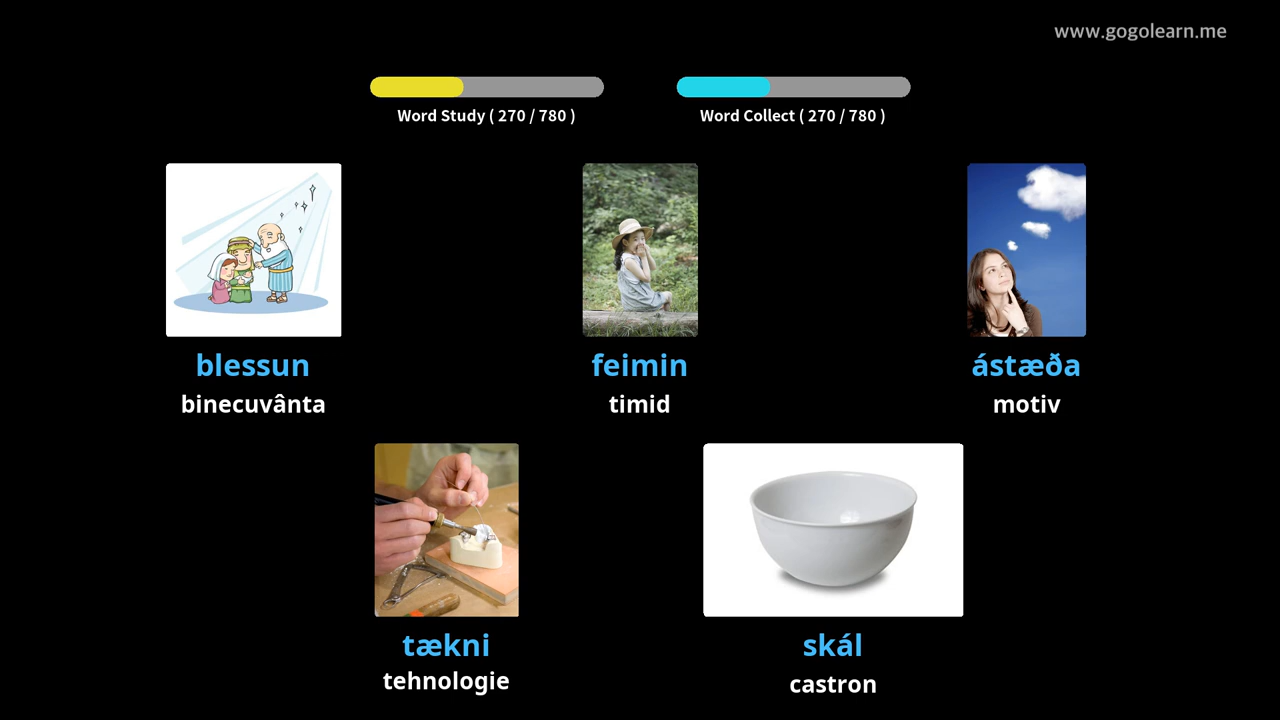 www.gogolearn.me
Word Study ( 270 / 780 )
Word Collect ( 270 / 780 )
blessun
binecuvânta
feimin
timid
ástæða
motiv
tækni
tehnologie
skál
castron